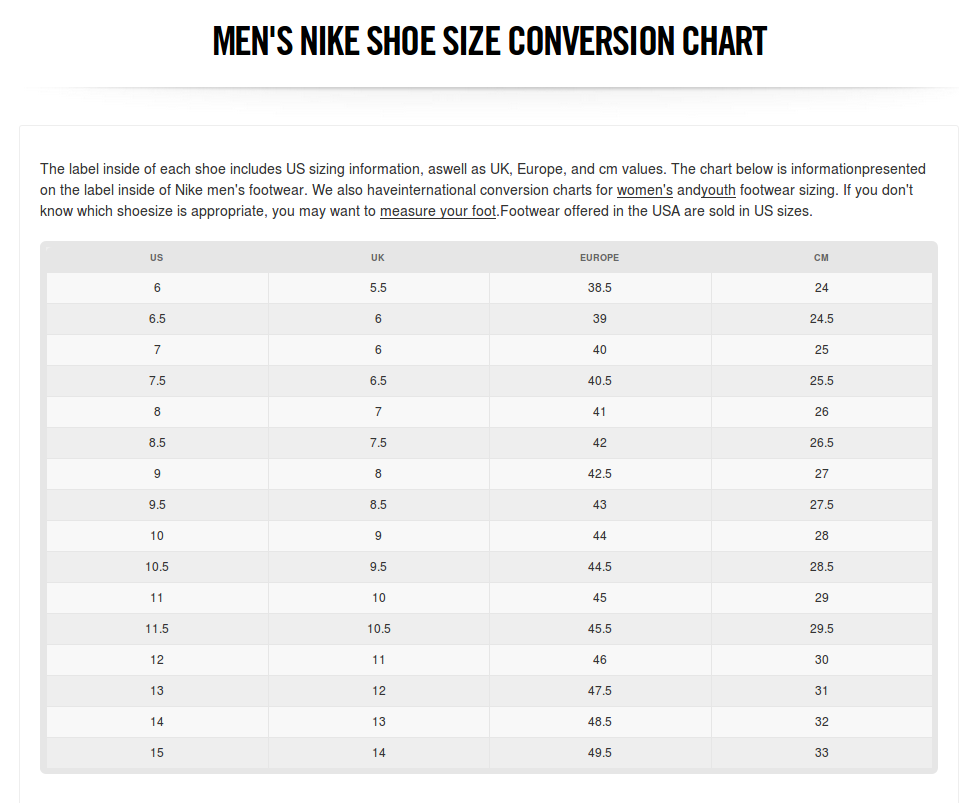 MEN'S NIKE SHOE SIZE CONVERSION CHART
The label inside of each shoe includes US sizing information, aswell as UK, Europe, and cm values. The chart below is informationpresented
on the label inside of Nike men's footwear. We also haveinternational conversion charts for women's andyouth footwear sizing. If you don't
know which shoesize is appropriate, you may want to measure your foot.Footwear offered in the USA are sold in US sizes.
US UK EUROPE CM
6 5.5 38.5 24
6.5 6 39 24.5
7 6 40 25
7.5 6.5 40.5 25.5
8 7 41 26
8.5 7.5 42 26.5
9 8 42.5 27
9.5 8.5 43 27.5
10 9 44 28
10.5 9.5 44.5 28.5
11 10 45 29
11.5 10.5 45.5 29.5
12 11 46 30
13 12 47.5 31
14 13 48.5 32
15 14 49.5 33